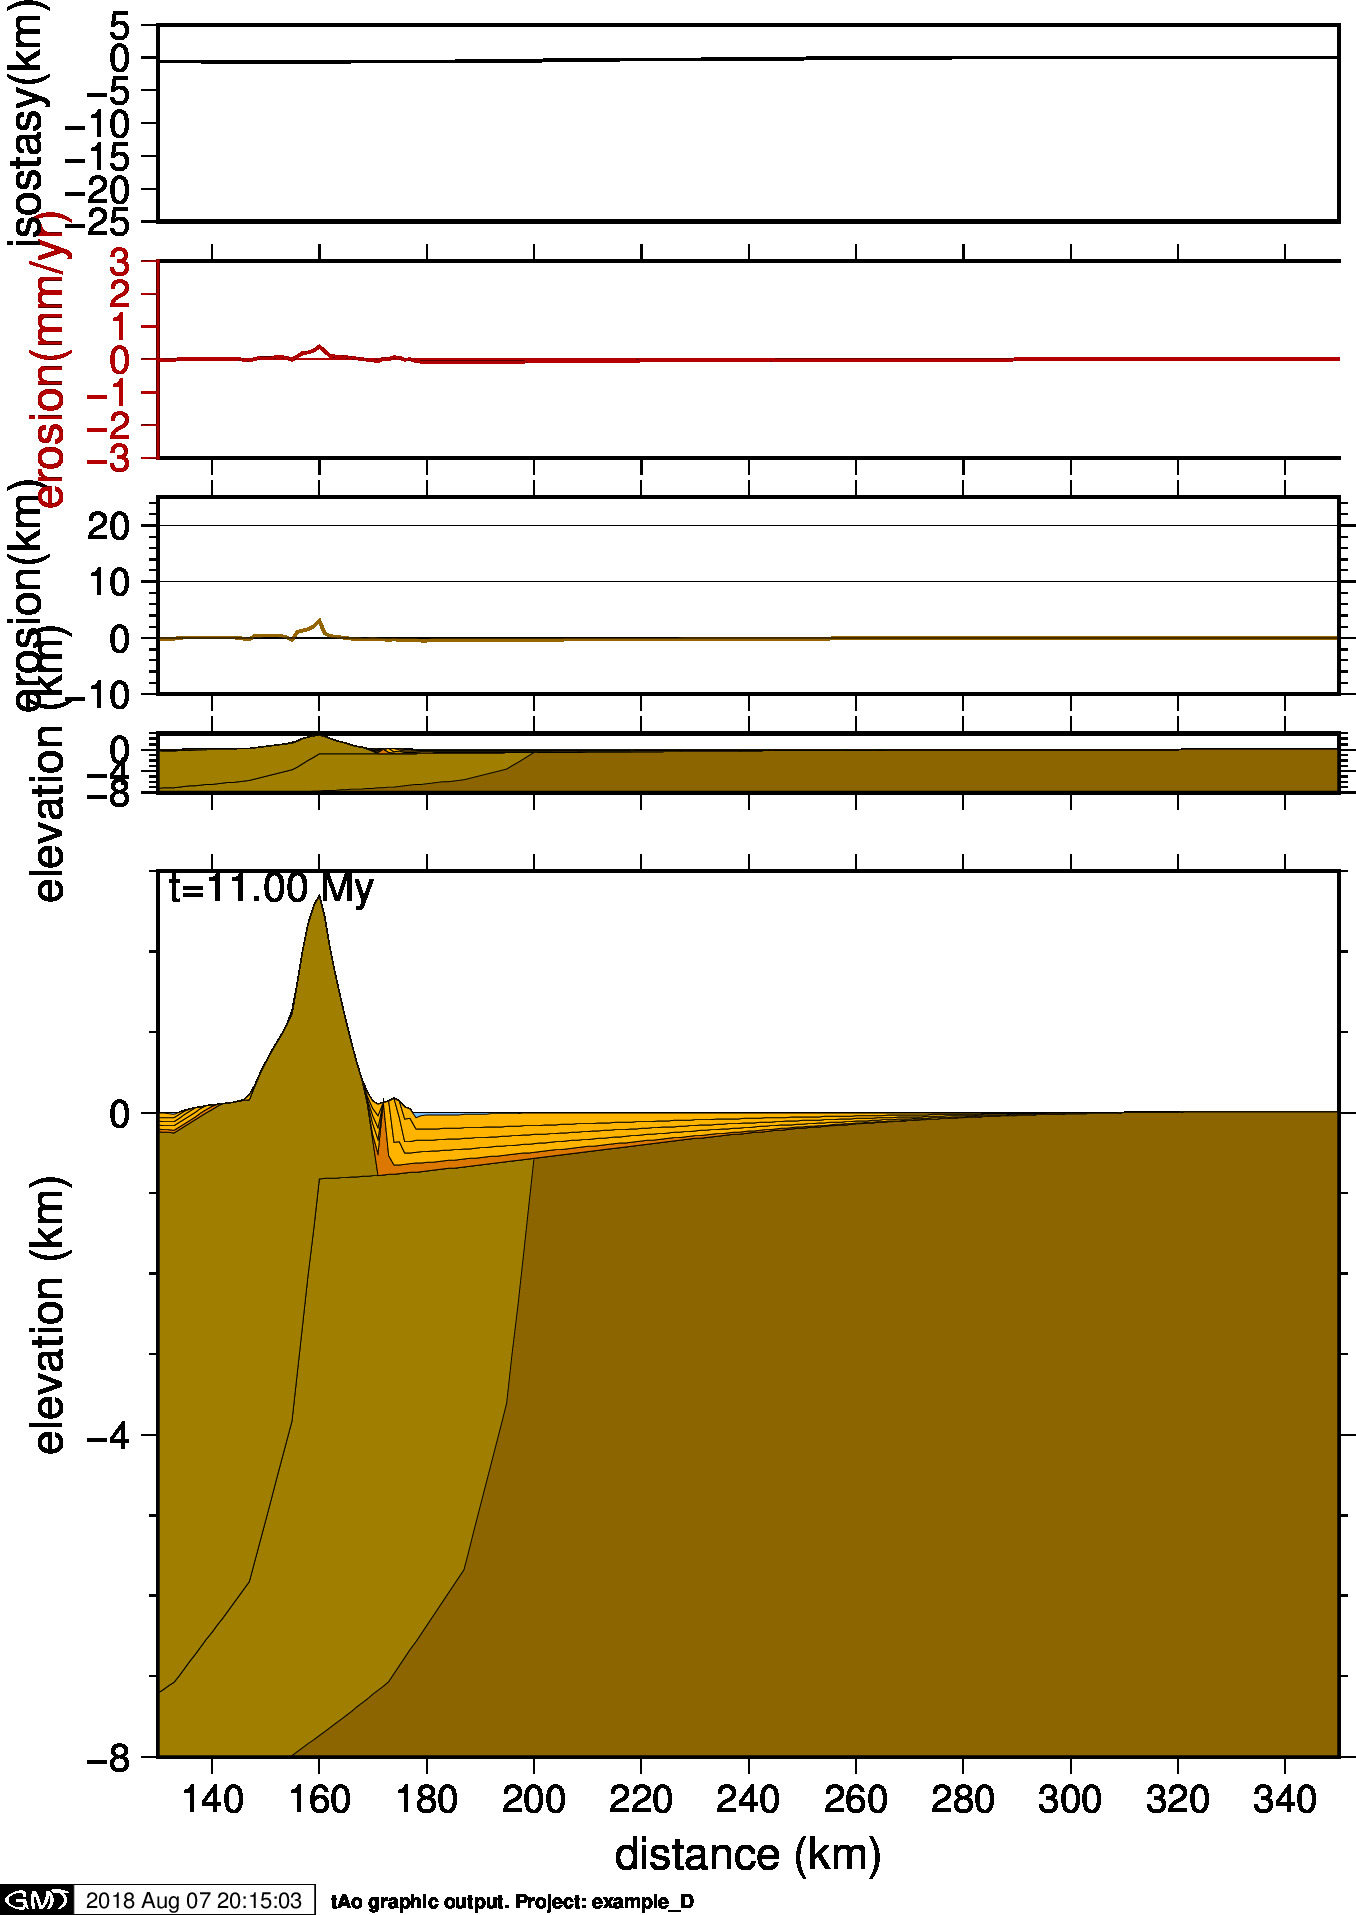 isostasy(km)
5
0
−5
−10
−15
−20
−25
erosion(mm/yr)
3
2
1
0
−1
−2
−3
erosion(km)
20
10
0
−10
elevation (km)
0
−4
−8
t=11.00 My
elevation (km)
0
−4
−8
140 160 180 200 220 240 260 280 300 320 340
distance (km)
GMT 2018 Aug 07 20:15:03 tAo graphic output. Project: example_D